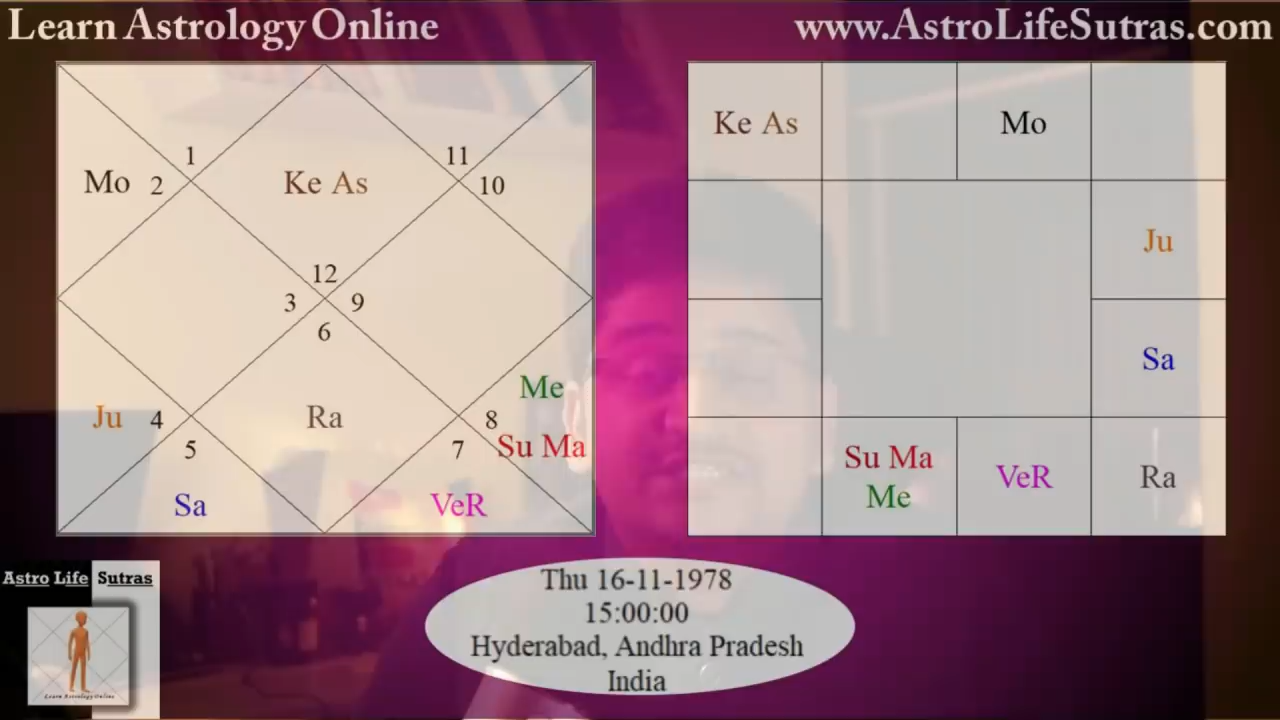 Learn Astrology Online
www.AstroLifeSutras.com
1
11
Mo 2
Ke As
10
12
3
9
6
Me
Ju 4
Ra
8
5
7
Su Ma
Sa
VeR
Ke As
Mo
Ju
Sa
Su Ma
Me
VeR
Ra
Astro Life Sutras
Learn Astrology Online
Thu 16-11-1978
15:00:00
Hyderabad, Andhra Pradesh
India